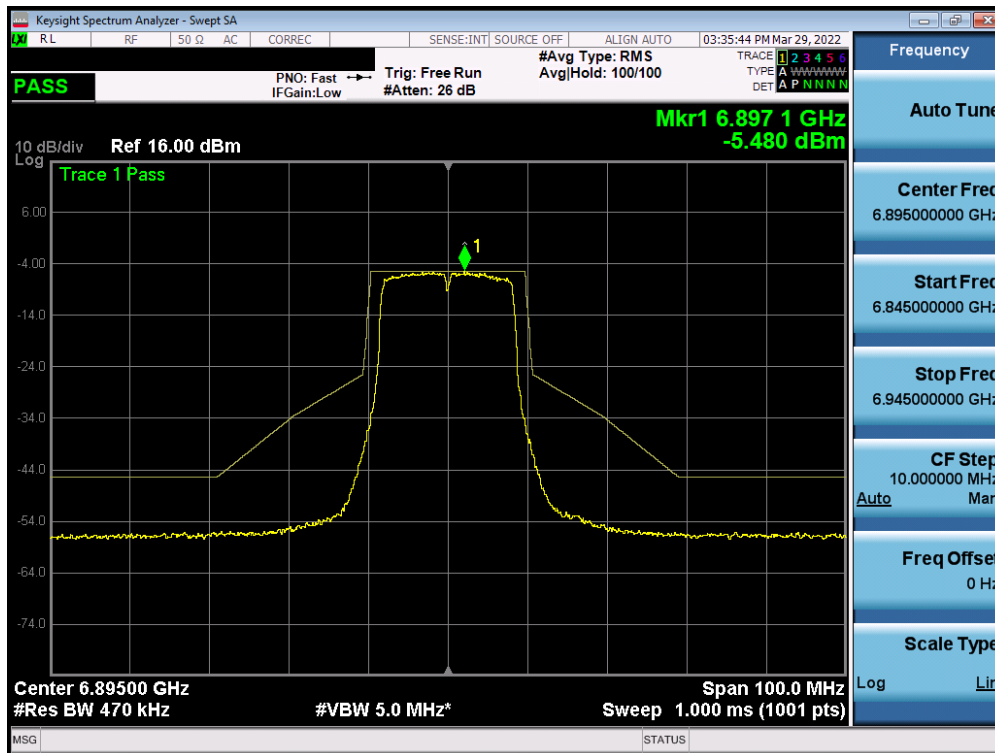 Keysight Spectrum Analyzer - Swept SA
LXI RL RF 50 Ω AC CORREC SENSE:INT SOURCE OFF ALIGN AUTO 03:35:44 PM Mar 29, 2022
PASS
PNO: Fast
IFGain:Low
Trig: Free Run
#Atten: 26 dB
#Avg Type: RMS
Avg|Hold: 100/100
TRACE 1 2 3 4 5 6
TYPE A WWWWW
DET A P N N N N
Mkr1 6.897 1 GHz
-5.480 dBm
10 dB/div Ref 16.00 dBm
Log
Trace 1 Pass
1
6.00
-4.00
-14.0
-24.0
-34.0
-44.0
-54.0
-64.0
-74.0
Center 6.89500 GHz Span 100.0 MHz
#Res BW 470 kHz #VBW 5.0 MHz* Sweep 1.000 ms (1001 pts)
MSG STATUS
Frequency
Auto Tune
Center Freq
6.895000000 GHz
Start Freq
6.845000000 GHz
Stop Freq
6.945000000 GHz
CF Step
10.000000 MHz
Auto Man
Freq Offset
0 Hz
Scale Type
Log Lin